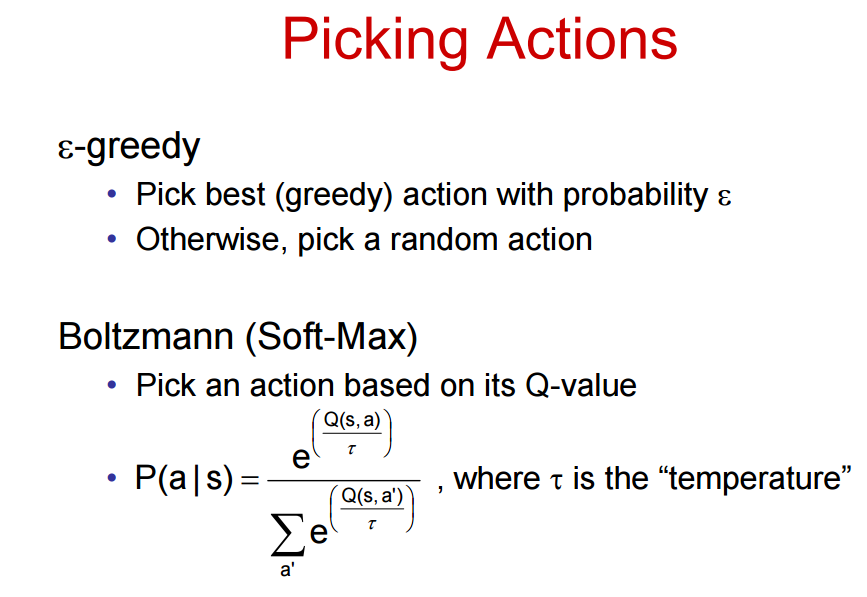 Picking Actions
ε-greedy
• Pick best (greedy) action with probability ε
• Otherwise, pick a random action
Boltzmann (Soft-Max)
• Pick an action based on its Q-value
• P(a | s) = e^(Q(s, a)/τ) / ∑_a' e^(Q(s, a')/τ) , where τ is the “temperature”